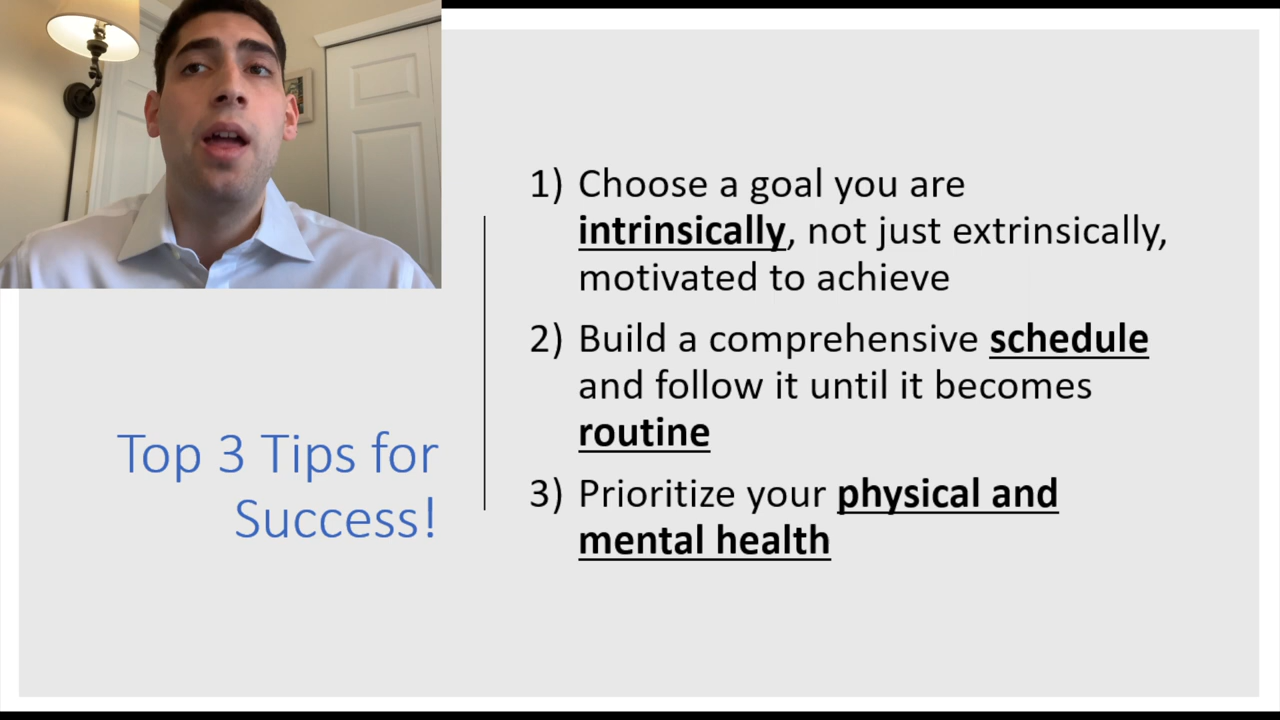 Top 3 Tips for
Success!
1) Choose a goal you are
intrinsically, not just extrinsically,
motivated to achieve
2) Build a comprehensive schedule
and follow it until it becomes
routine
3) Prioritize your physical and
mental health